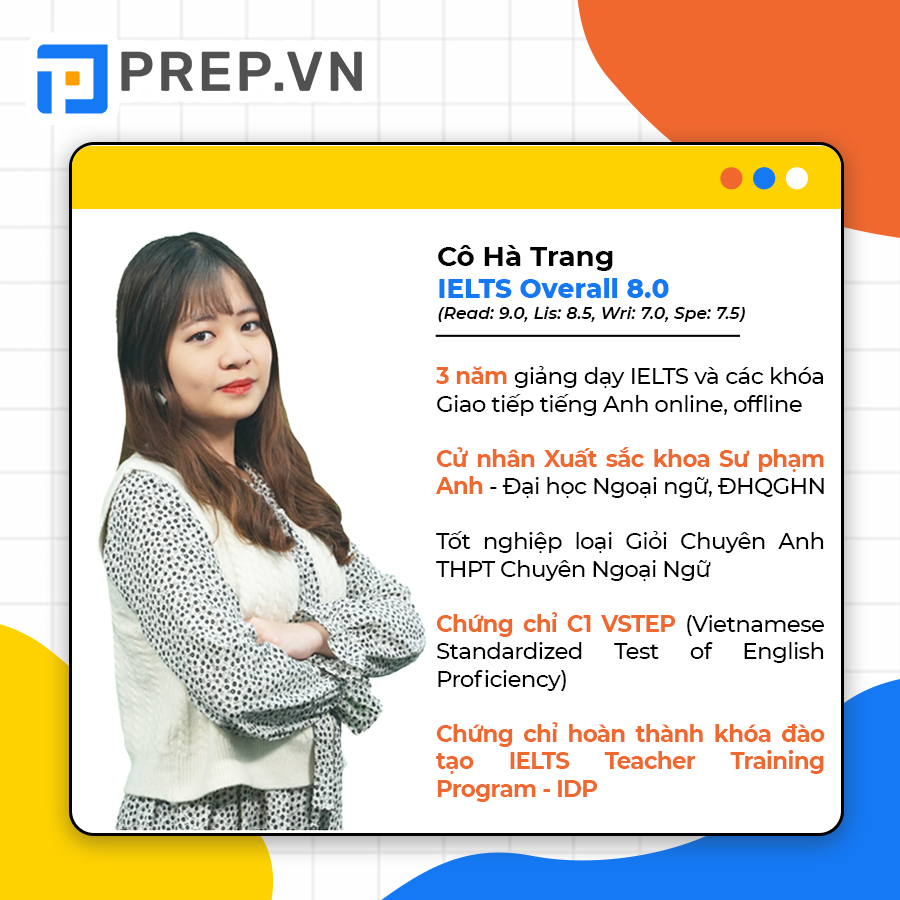 PREP.VN
Cô Hà Trang
IELTS Overall 8.0
(Read: 9.0, Lis: 8.5, Wri: 7.0, Spe: 7.5)
3 năm giảng dạy IELTS và các khóa
Giao tiếp tiếng Anh online, offline
Cử nhân Xuất sắc khoa Sư phạm
Anh - Đại học Ngoại ngữ, ĐHQGHN
Tốt nghiệp loại Giỏi Chuyên Anh
THPT Chuyên Ngoại Ngữ
Chứng chỉ C1 VSTEP (Vietnamese
Standardized Test of English
Proficiency)
Chứng chỉ hoàn thành khóa đào
tạo IELTS Teacher Training
Program - IDP